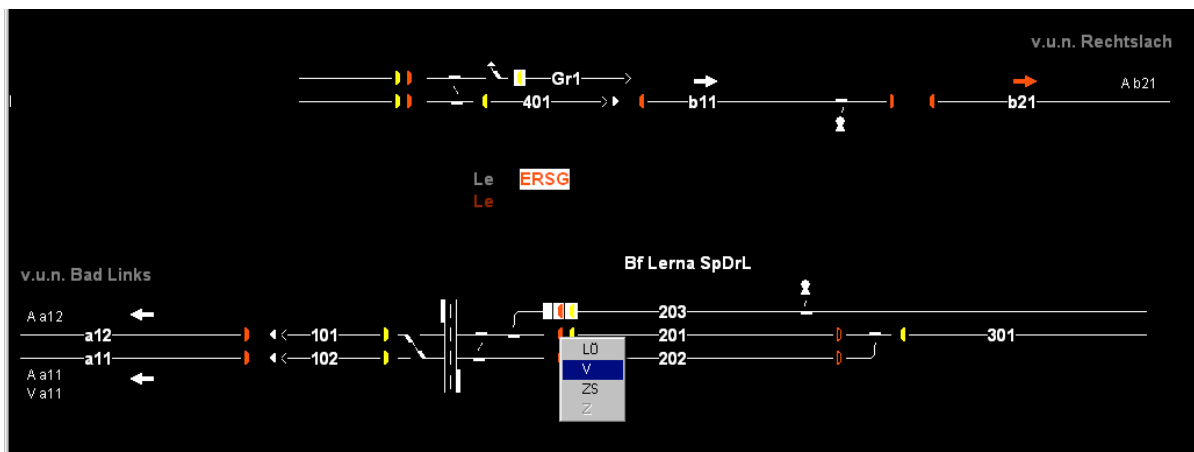 v.u.n. Rechtslach
Gr1
A b21
401 b11 b21
Le ERSG
Le
Bf Lerna SpDrL
v.u.n. Bad Links
A a12
203
a12 101 201 301
LÜ
a11 102 202
V
A a11
ZS
V a11
Z